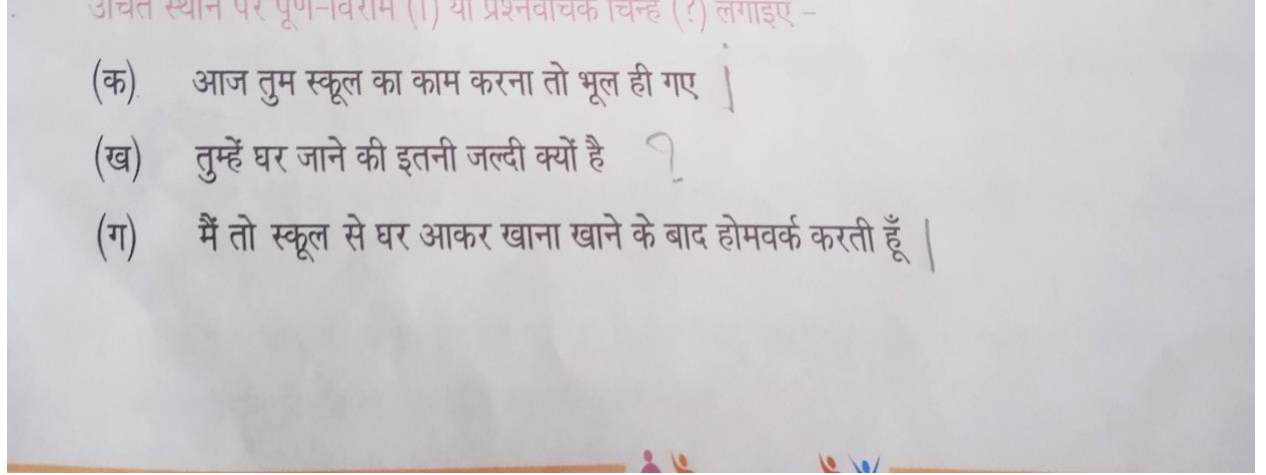 उचित स्थान पर पूर्ण-विराम (।) या प्रश्नवाचक चिन्ह (?) लगाइए -
(क) आज तुम स्कूल का काम करना तो भूल ही गए ।
(ख) तुम्हें घर जाने की इतनी जल्दी क्यों है ?
(ग) मैं तो स्कूल से घर आकर खाना खाने के बाद होमवर्क करती हूँ ।